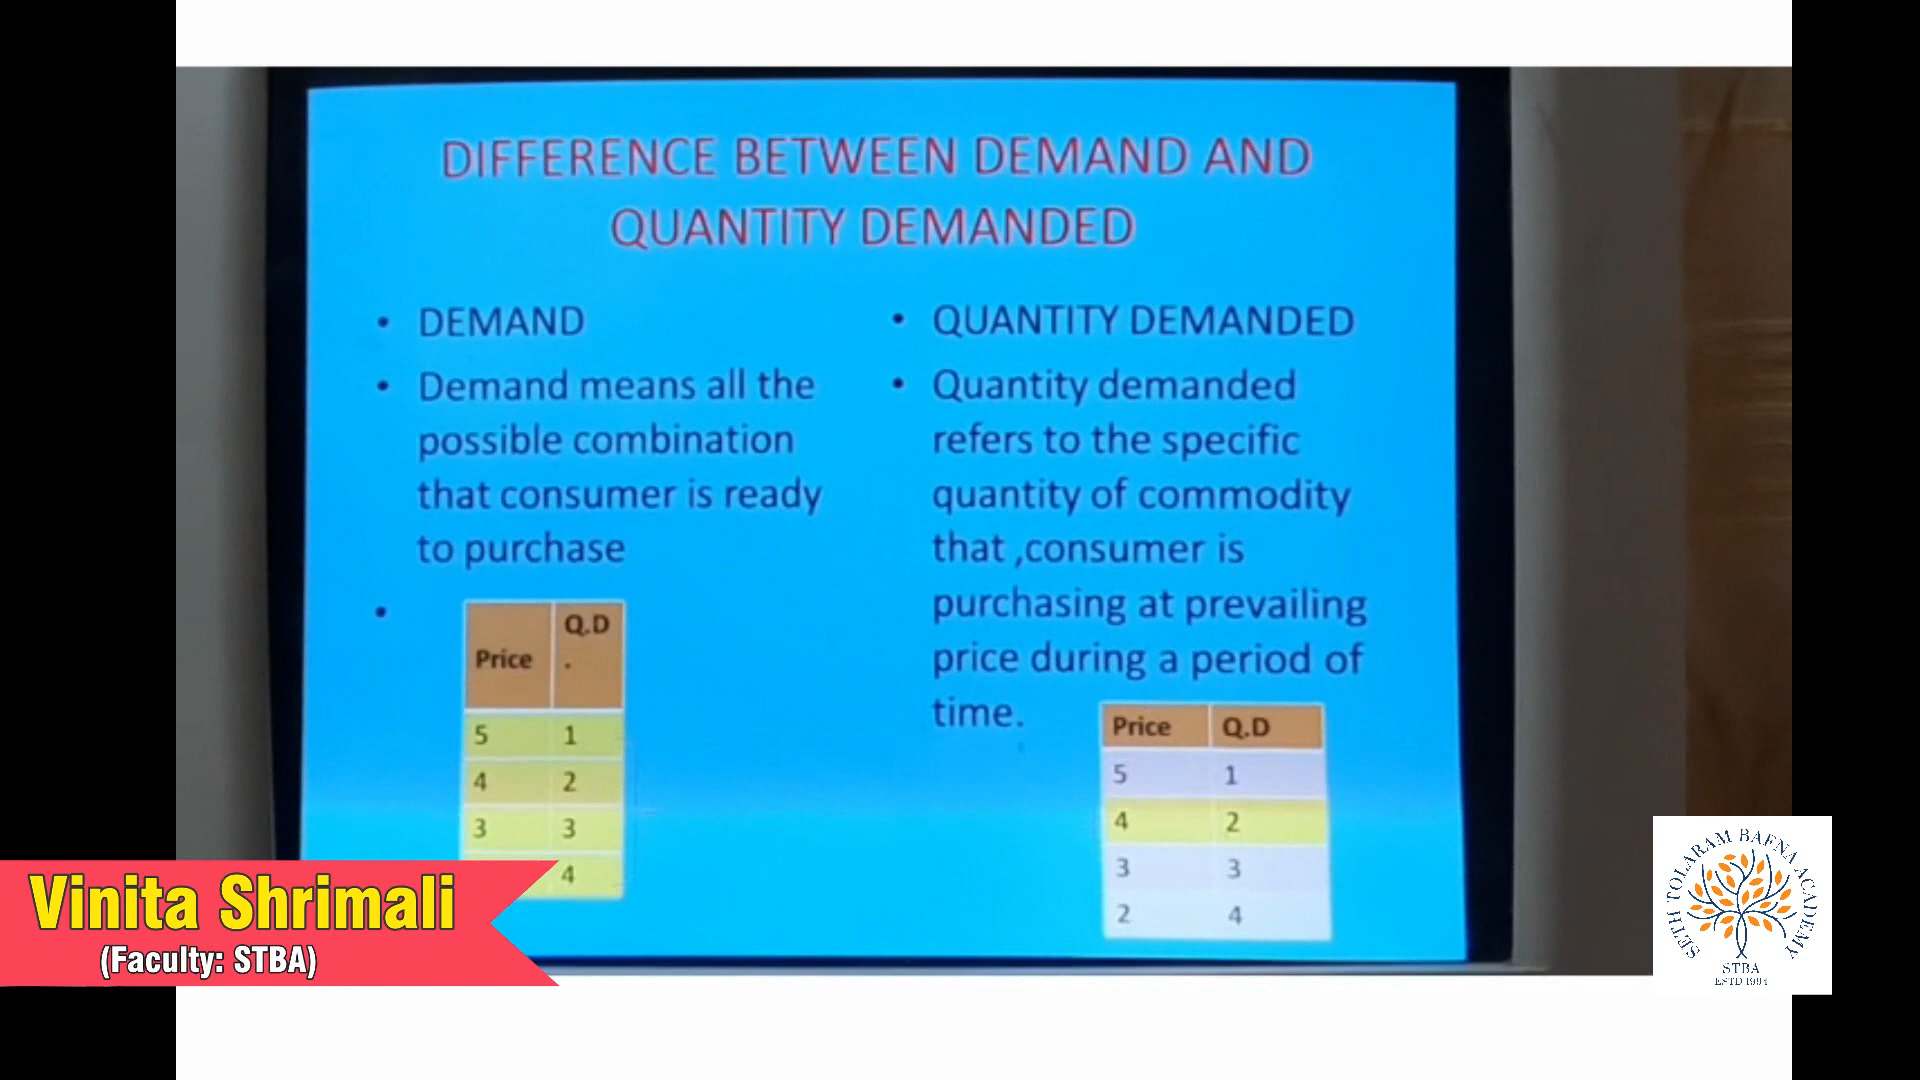 DIFFERENCE BETWEEN DEMAND AND
QUANTITY DEMANDED
• DEMAND
• Demand means all the
possible combination
that consumer is ready
to purchase
•
Price Q.D
.
5 1
4 2
3 3
4
• QUANTITY DEMANDED
• Quantity demanded
refers to the specific
quantity of commodity
that ,consumer is
purchasing at prevailing
price during a period of
time.
Price Q.D
5 1
4 2
3 3
2 4
Vinita Shrimali
(Faculty: STBA)
SETH TOLARAM BAFNA ACADEMY
STBA
ESTD 1994